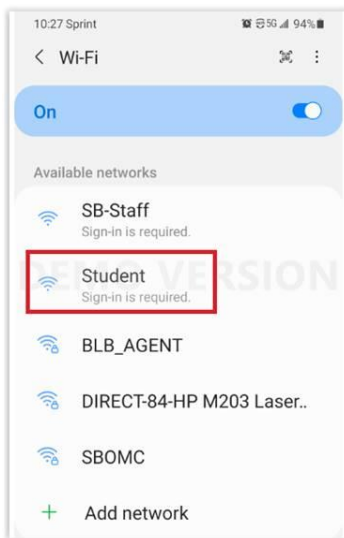 10:27 Sprint 5G 94%
Wi-Fi
On
Available networks
SB-Staff
Sign-in is required.
DEMO VERSION
Student
Sign-in is required.
BLB_AGENT
DIRECT-84-HP M203 Laser..
SBOMC
+ Add network